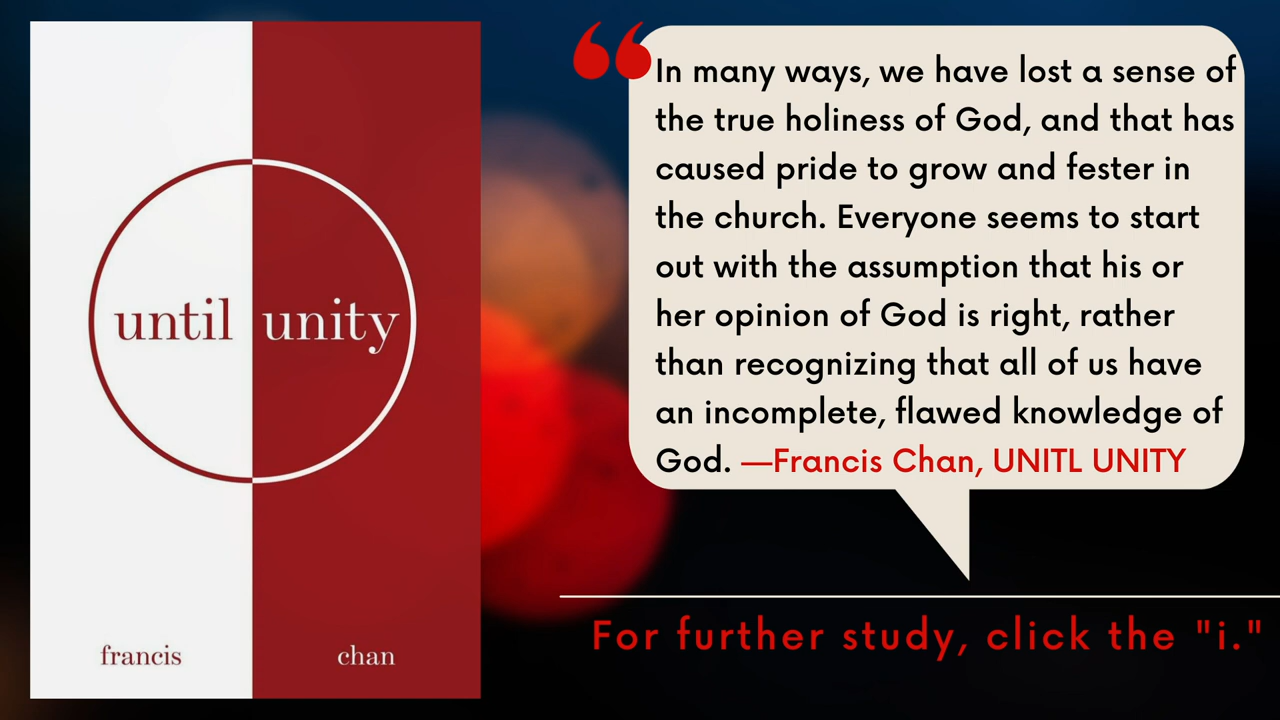 until unity
francis chan
“
In many ways, we have lost a sense of
the true holiness of God, and that has
caused pride to grow and fester in
the church. Everyone seems to start
out with the assumption that his or
her opinion of God is right, rather
than recognizing that all of us have
an incomplete, flawed knowledge of
God. —Francis Chan, UNITL UNITY
For further study, click the "i."